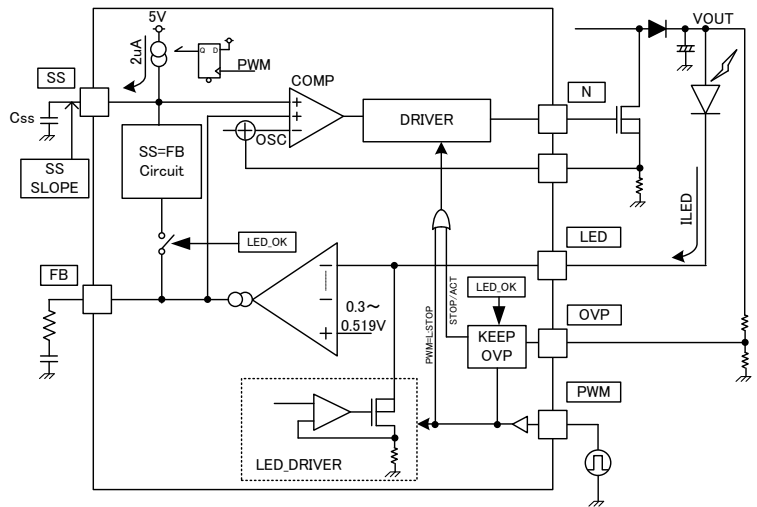 5V
VOUT
2uA
Q D
PWM
SS
COMP
N
Css
+
+
−
DRIVER
OSC
SS=FB
Circuit
SS
SLOPE
ILED
LED
LED_OK
FB
LED_OK
STOP/ACT
OVP
−
−
0.3～
0.519V
+
PWM=L:STOP
KEEP
OVP
PWM
LED_DRIVER